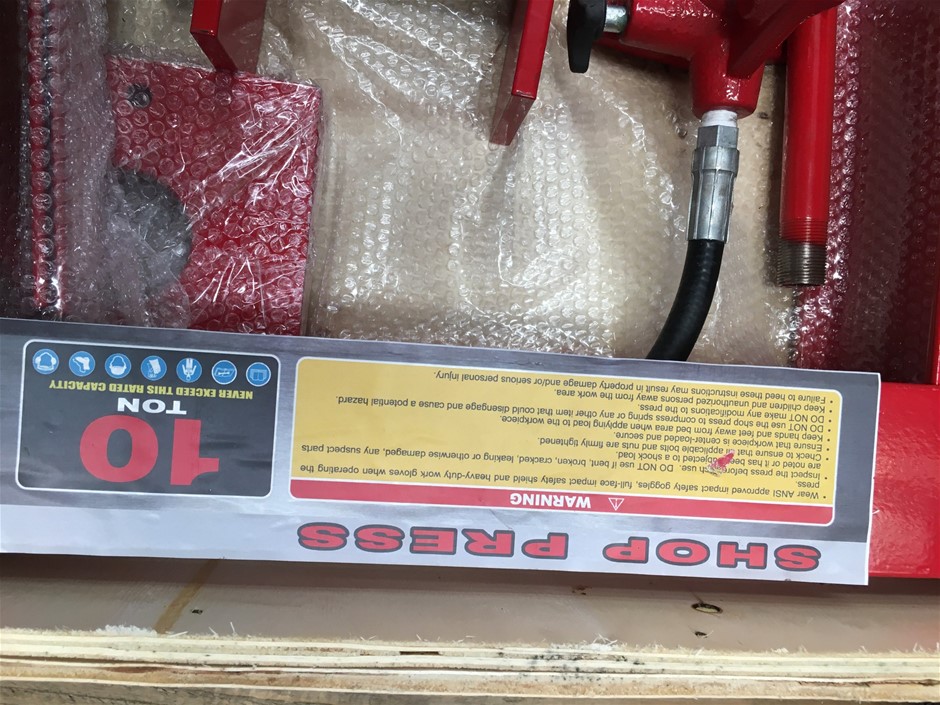 SHOP PRESS
WARNING
• Wear ANSI approved impact safety goggles, full-face, full-impact safety shield and heavy-duty work gloves when operating the
press.
• Inspect the press before each use. DO NOT use if bent, broken, cracked, leaking or otherwise damaged, any suspect parts
are noted or it has been subjected to a shock load.
• Check to ensure that all applicable bolts and nuts are firmly tightened.
• Ensure that workpiece is center-loaded and secure.
• Keep hands and feet away from bed area when applying load to the workpiece.
• DO NOT use the shop press to compress spring or any other item that could disengage and cause a potential hazard.
• DO NOT make any modifications to the press.
• Keep children and unauthorized persons away from the work area.
• Failure to heed these instructions may result in property damage and/or serious personal injury.
10
TON
NEVER EXCEED THIS RATED CAPACITY